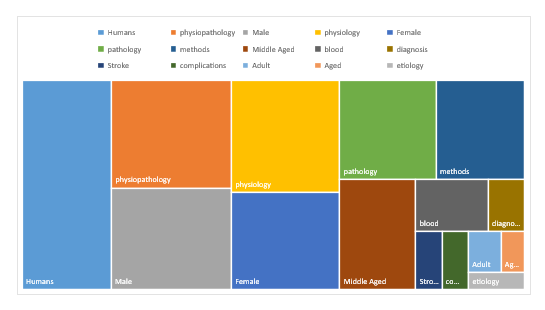 Humans physiopathology Male physiology Female
pathology methods Middle Aged blood diagnosis
Stroke complications Adult Aged etiology
physiopathology
physiology
pathology
methods
blood
diagno...
Humans
Male
Female
Middle Aged
Stro...
co...
Adult
Ag...
etiology